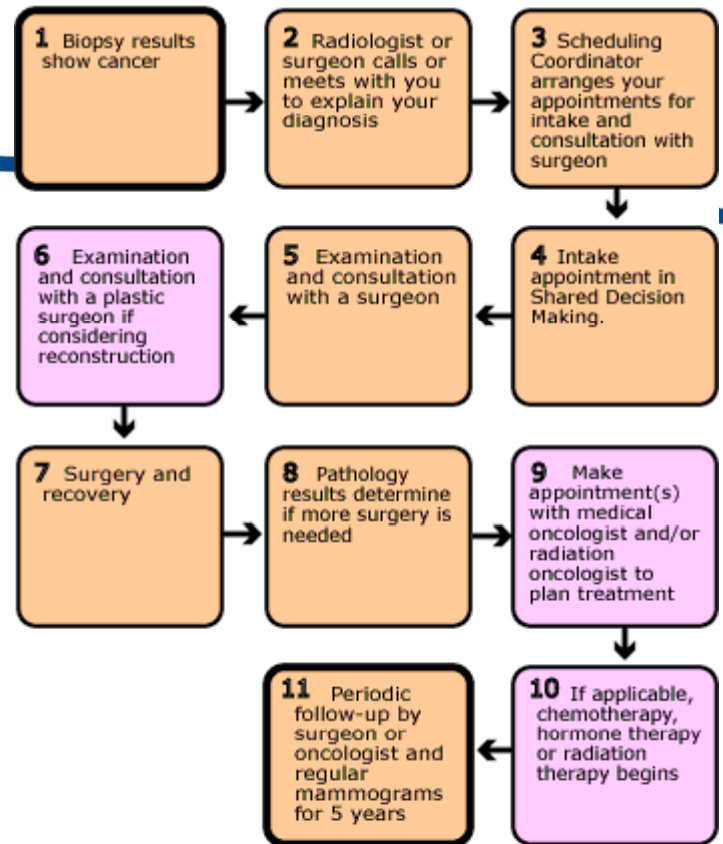 1 Biopsy results
show cancer
2 Radiologist or
surgeon calls or
meets with you
to explain your
diagnosis
3 Scheduling
Coordinator
arranges your
appointments for
intake and
consultation with
surgeon
4 Intake
appointment in
Shared Decision
Making.
5 Examination
and consultation
with a surgeon
6 Examination
and consultation
with a plastic
surgeon if
considering
reconstruction
7 Surgery and
recovery
8 Pathology
results determine
if more surgery is
needed
9 Make
appointment(s)
with medical
oncologist and/or
radiation
oncologist to
plan treatment
10 If applicable,
chemotherapy,
hormone therapy
or radiation
therapy begins
11 Periodic
follow-up by
surgeon or
oncologist and
regular
mammograms
for 5 years